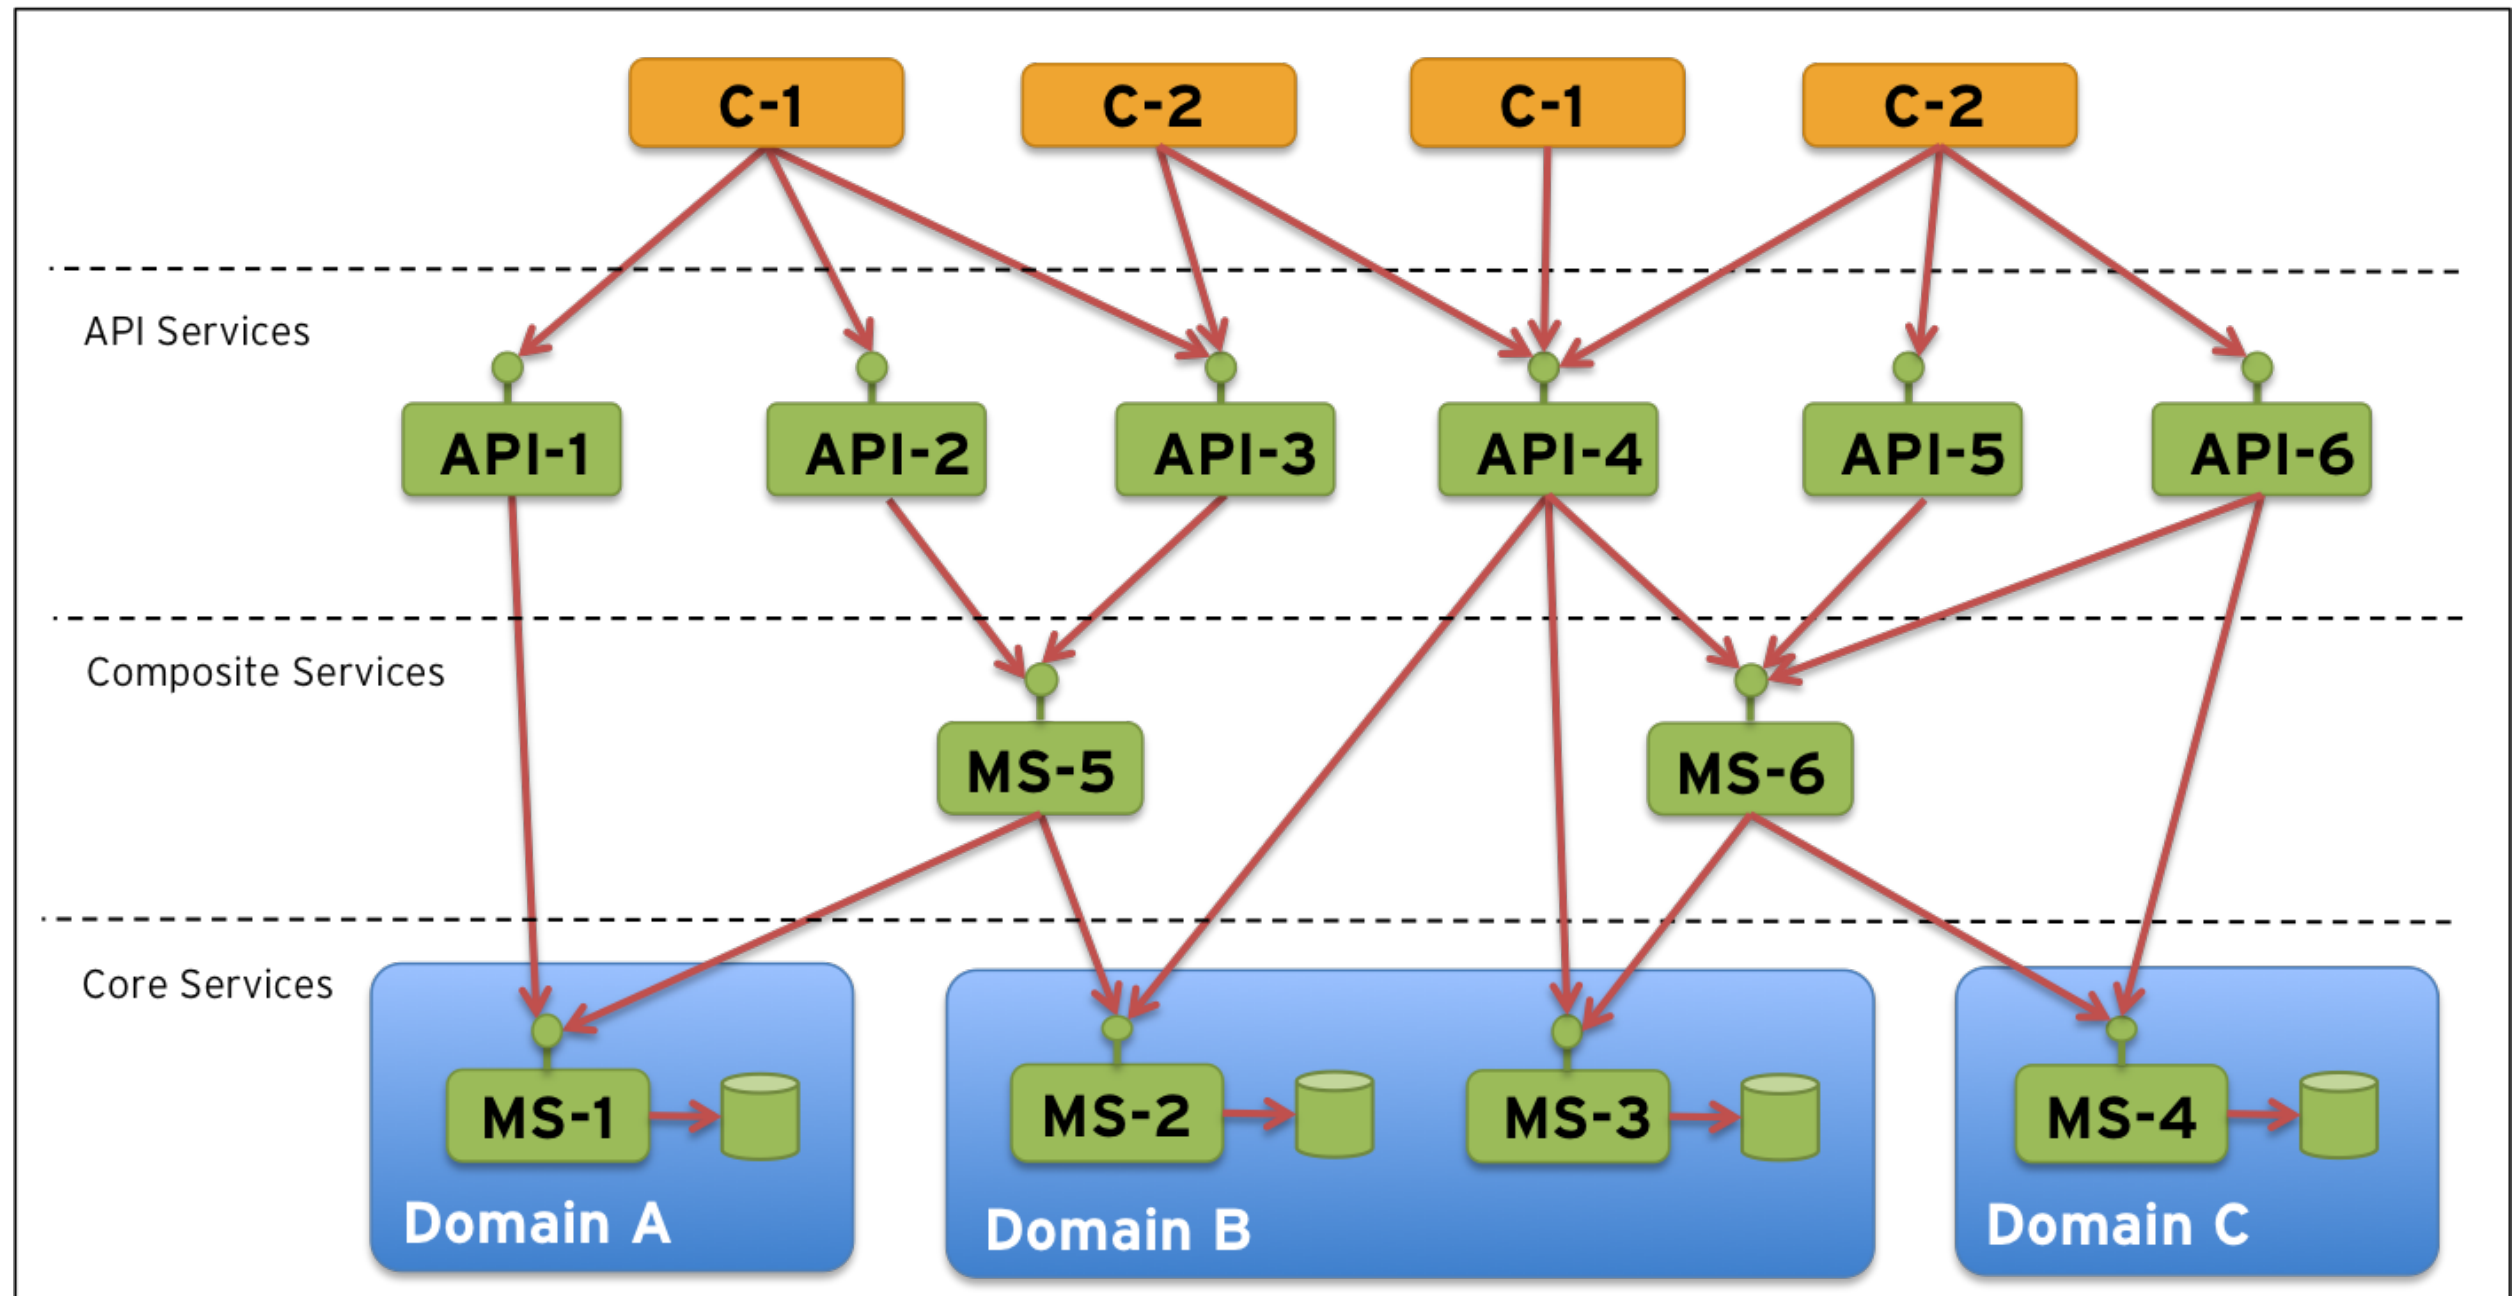 C-1
C-2
C-1
C-2
API Services
API-1
API-2
API-3
API-4
API-5
API-6
Composite Services
MS-5
MS-6
Core Services
MS-1
MS-2
MS-3
MS-4
Domain A
Domain B
Domain C